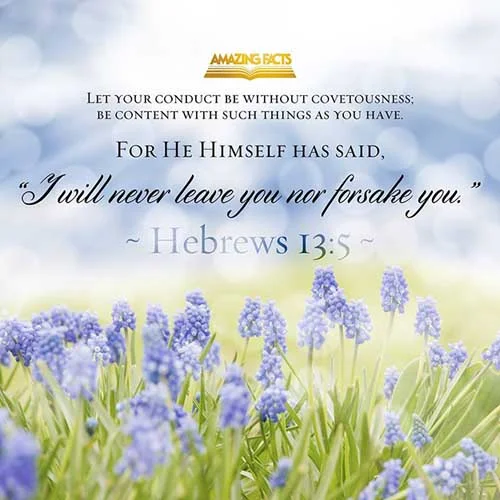 AMAZING FACTS
LET YOUR CONDUCT BE WITHOUT COVETOUSNESS;
BE CONTENT WITH SUCH THINGS AS YOU HAVE.
FOR HE HIMSELF HAS SAID,
“I will never leave you nor forsake you.”
~ HEBREWS 13:5 ~